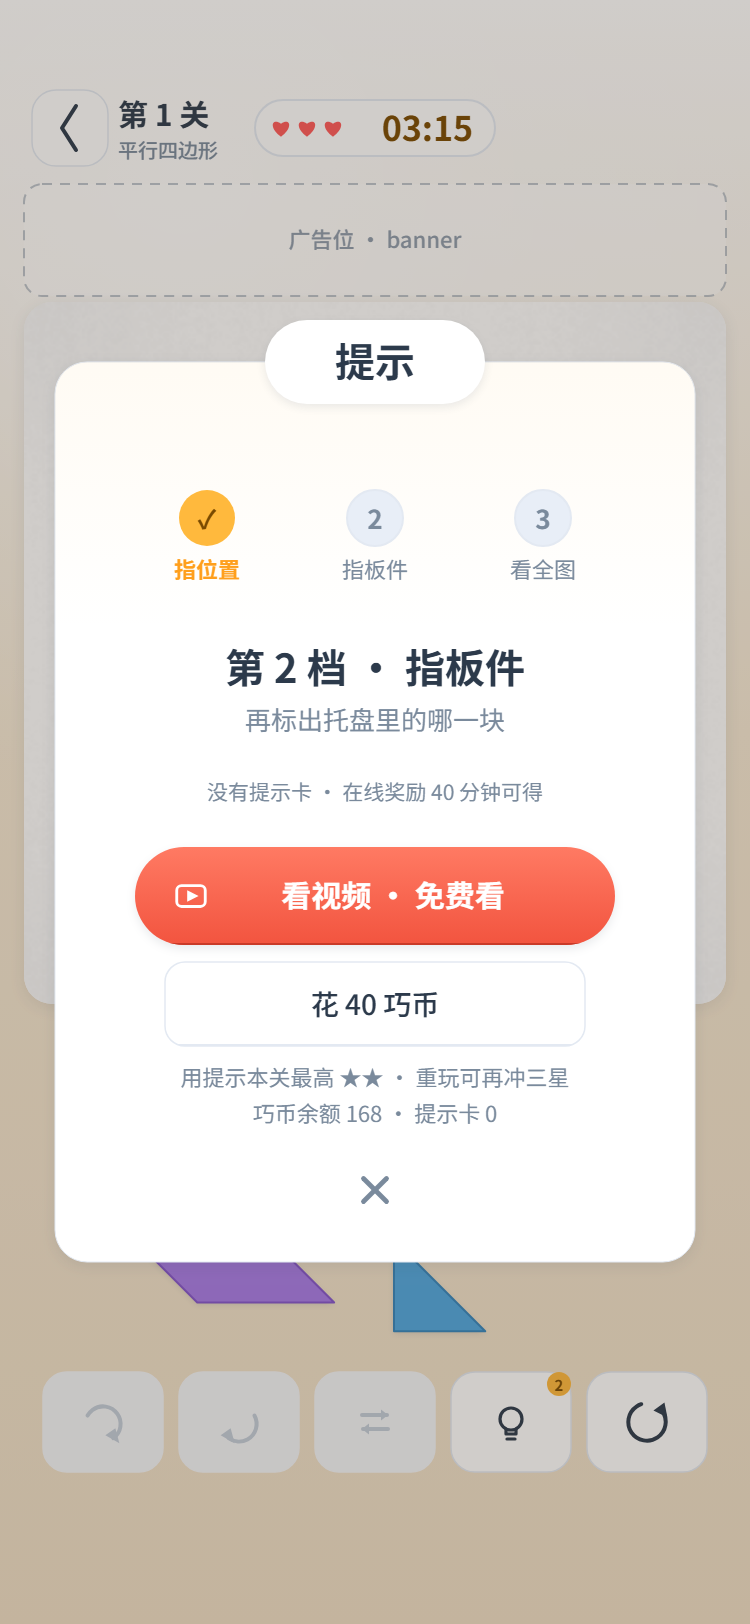 第 1 关
平行四边形
03:15
广告位 · banner
提示
✓
2
3
指位置
指板件
看全图
第 2 档 · 指板件
再标出托盘里的哪一块
没有提示卡 · 在线奖励 40 分钟可得
看视频 · 免费看
花 40 巧币
用提示本关最高 ★★ · 重玩可再冲三星
巧币余额 168 · 提示卡 0
2